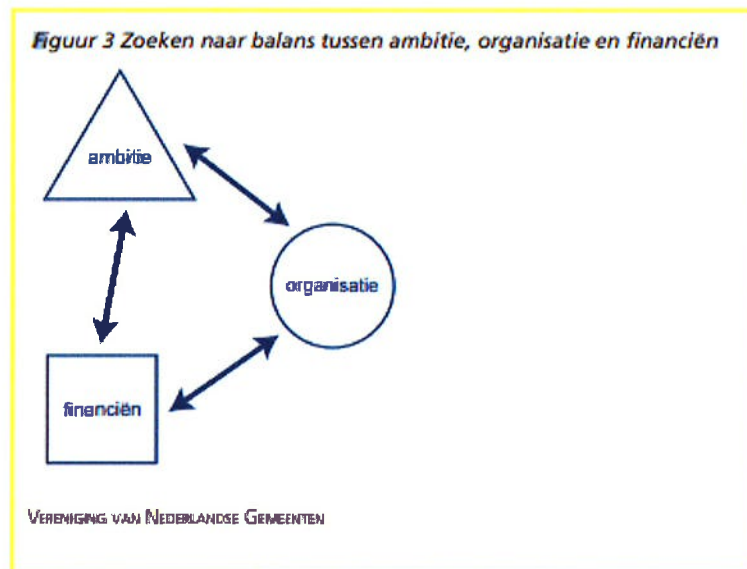 Figuur 3 Zoeken naar balans tussen ambitie, organisatie en financiën
ambitie
organisatie
financiën
VERENIGING VAN NEDERLANDSE GEMEENTEN